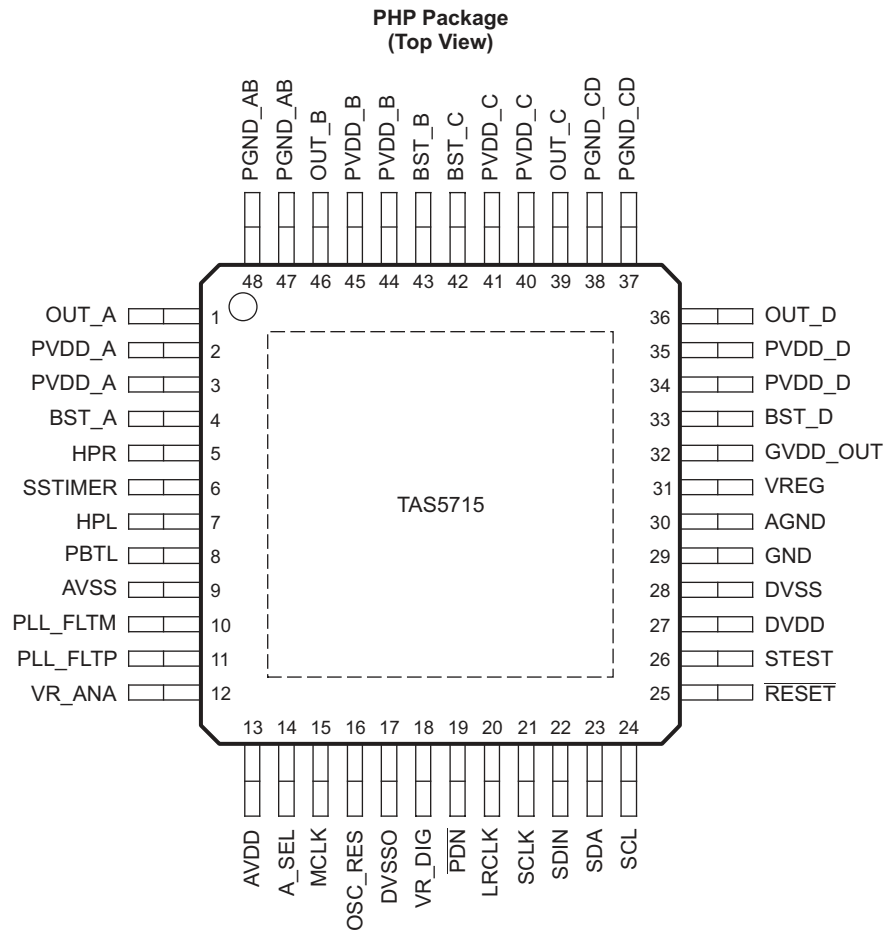 PHP Package
(Top View)
PGND_AB
PGND_AB
OUT_B
PVDD_B
PVDD_B
BST_B
BST_C
PVDD_C
PVDD_C
OUT_C
PGND_CD
PGND_CD
48 47 46 45 44 43 42 41 40 39 38 37
OUT_A 1 36 OUT_D
PVDD_A 2 35 PVDD_D
PVDD_A 3 34 PVDD_D
BST_A 4 33 BST_D
HPR 5 32 GVDD_OUT
SSTIMER 6 31 VREG
TAS5715
HPL 7 30 AGND
PBTL 8 29 GND
AVSS 9 28 DVSS
PLL_FLTM 10 27 DVDD
PLL_FLTP 11 26 STEST
VR_ANA 12 25 RESET
13 14 15 16 17 18 19 20 21 22 23 24
AVDD
A_SEL
MCLK
OSC_RES
DVSSO
VR_DIG
PDN
LRCLK
SCLK
SDIN
SDA
SCL